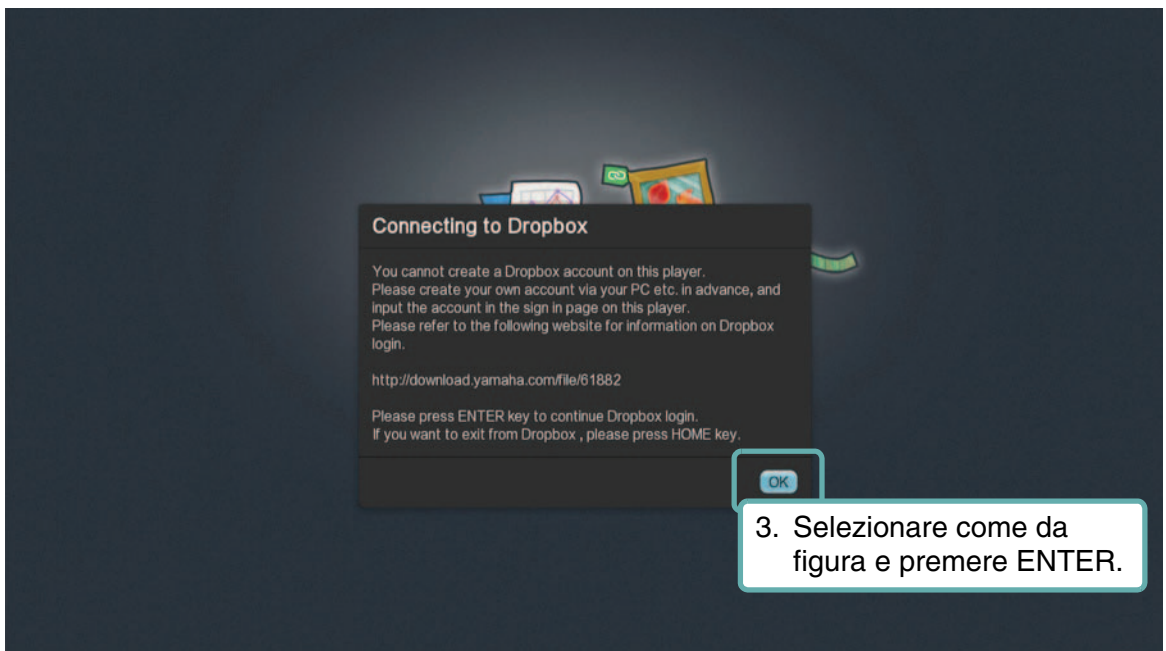 Connecting to Dropbox
You cannot create a Dropbox account on this player.
Please create your own account via your PC etc. in advance, and
input the account in the sign in page on this player.
Please refer to the following website for information on Dropbox
login.
http://download.yamaha.com/file/61882
Please press ENTER key to continue Dropbox login.
If you want to exit from Dropbox , please press HOME key.
OK
3. Selezionare come da
figura e premere ENTER.